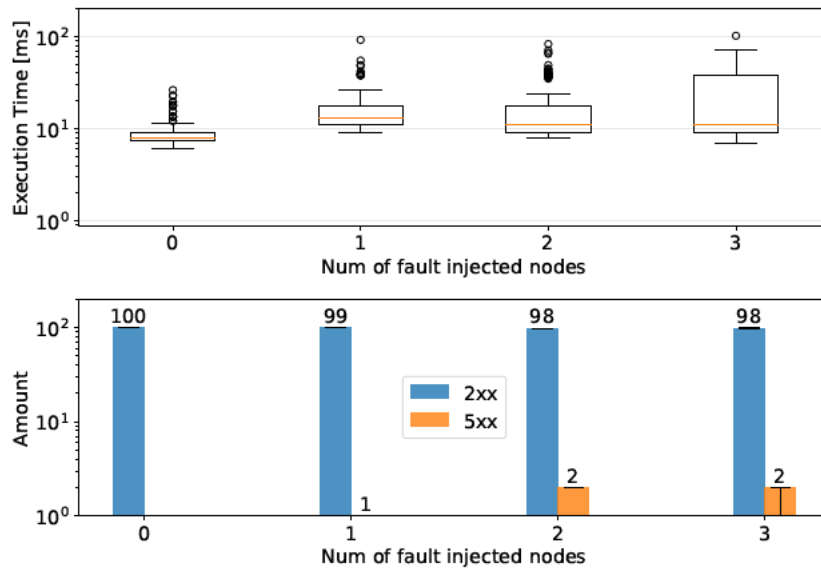 Execution Time [ms]
10²
10¹
10⁰
0 1 2 3
Num of fault injected nodes
Amount
10²
10¹
10⁰
100 99 98 98
1 2 2
2xx
5xx
0 1 2 3
Num of fault injected nodes